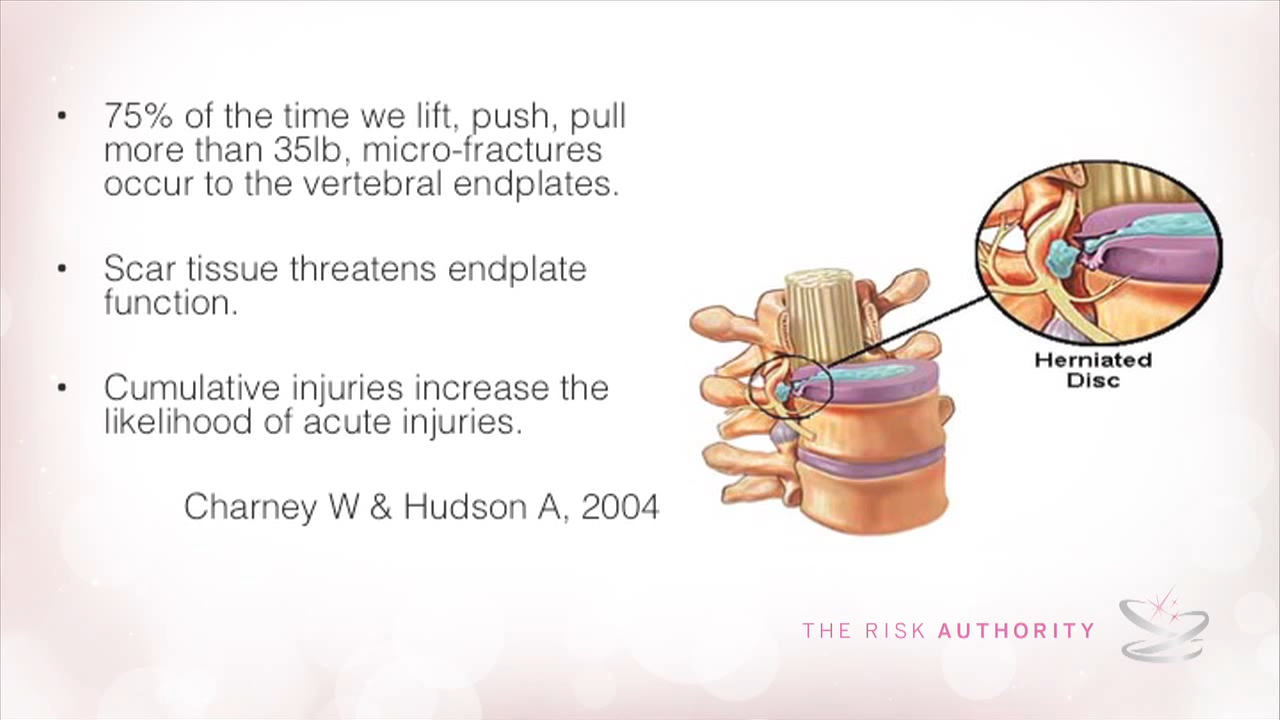 • 75% of the time we lift, push, pull
more than 35lb, micro-fractures
occur to the vertebral endplates.
• Scar tissue threatens endplate
function.
• Cumulative injuries increase the
likelihood of acute injuries.
Charney W & Hudson A, 2004
Herniated
Disc
THE RISK AUTHORITY